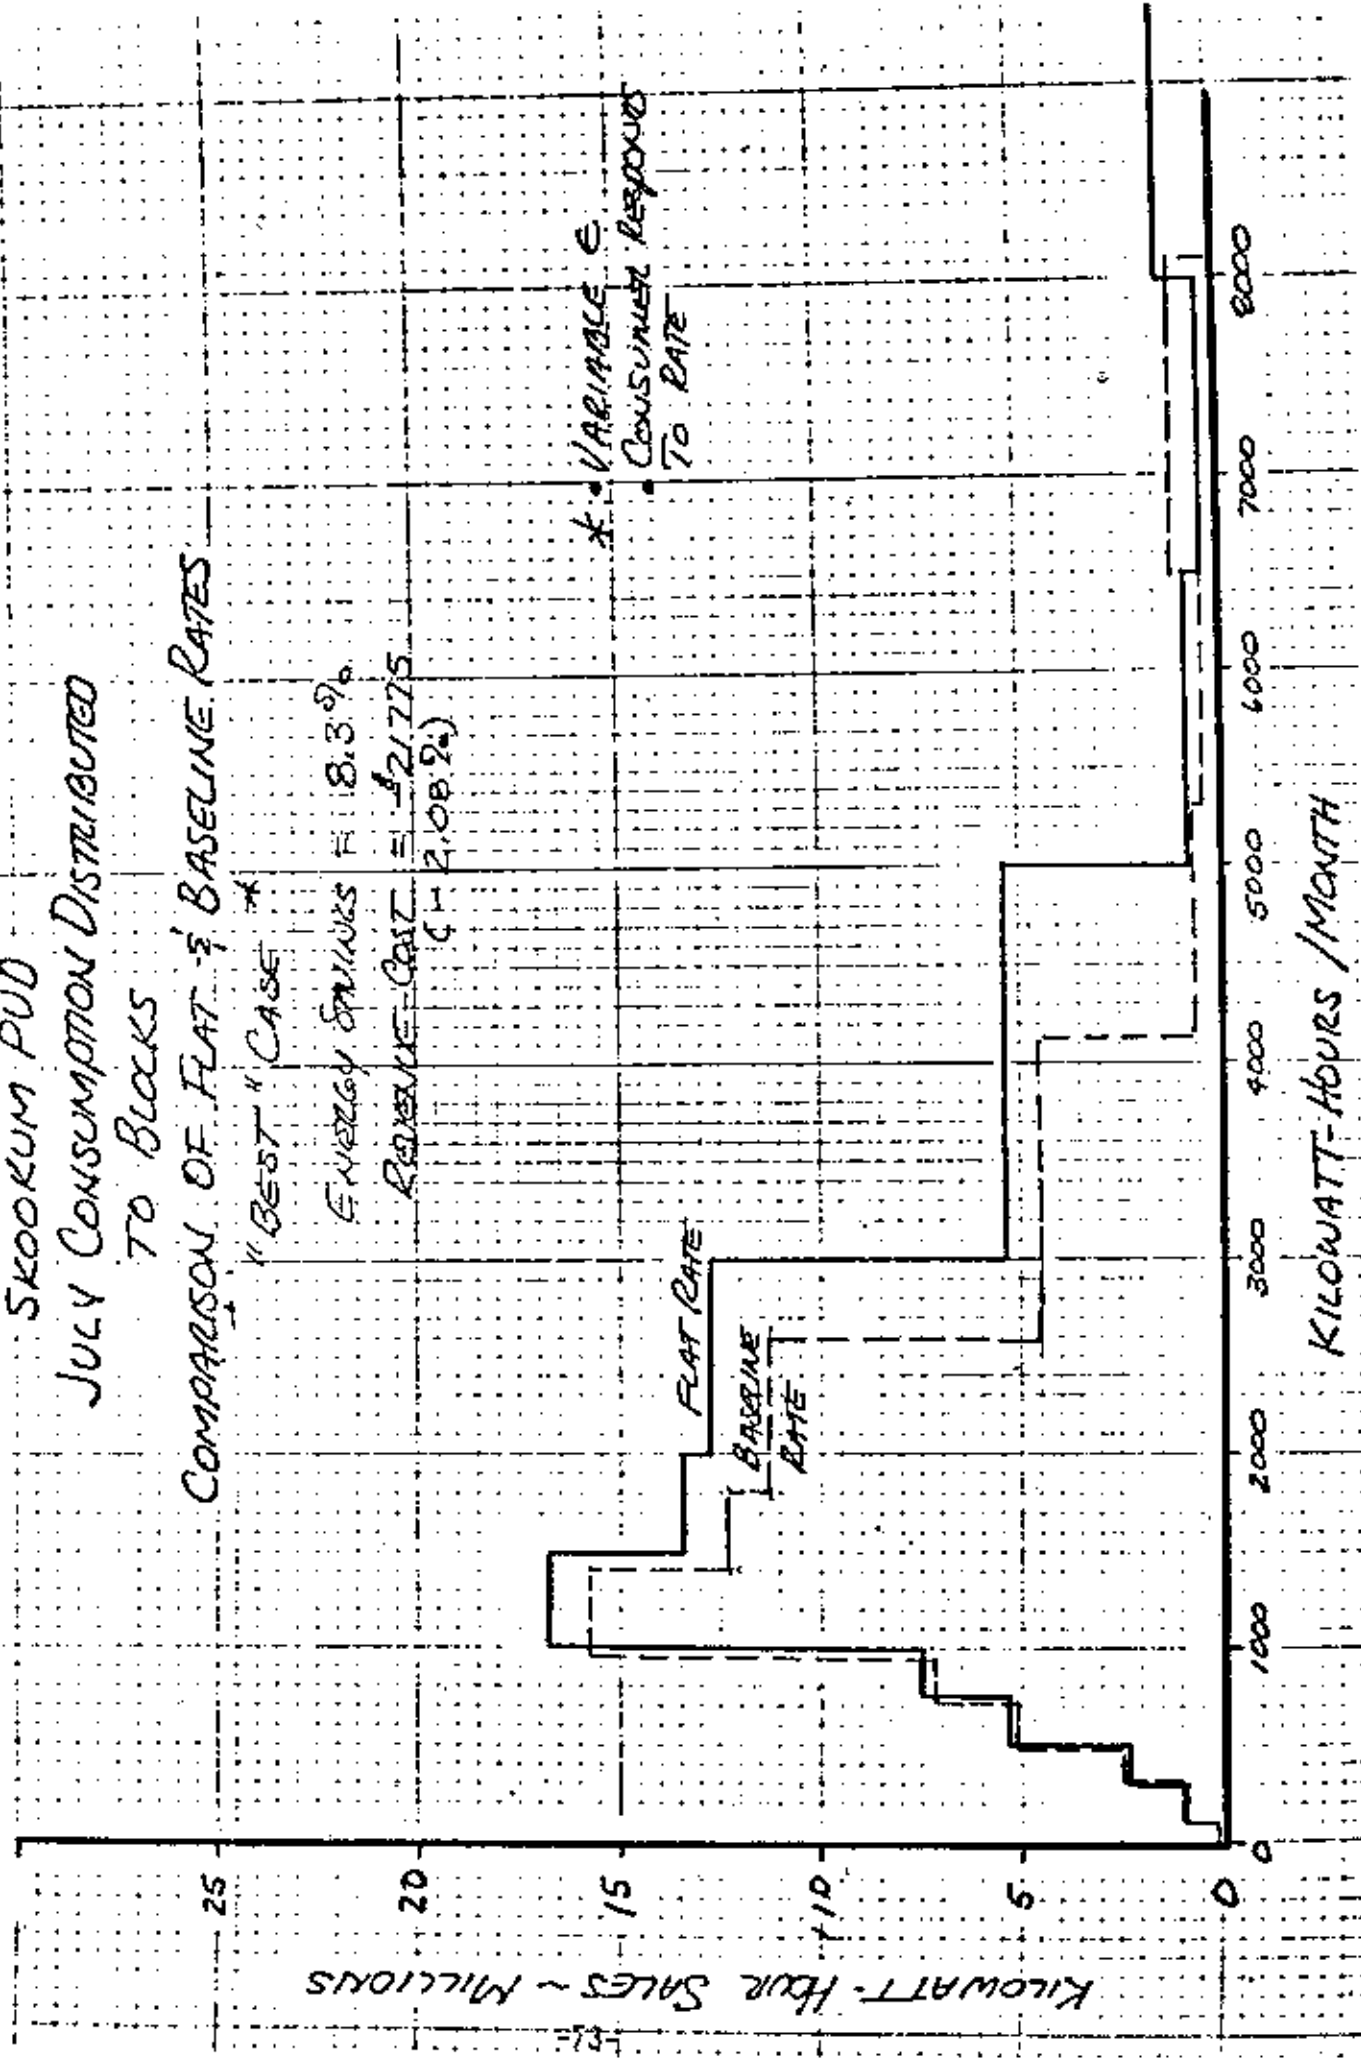 SKOOKUM PUD
JULY CONSUMPTION DISTRIBUTED
TO BLOCKS
COMPARISON OF FLAT & BASELINE RATES
"BEST" CASE *
ENERGY SAVINGS = 8.3%
REVENUE-COST = $21775
(-2.08%)
* • VARIABLE ϵ
• CONSUMER RESPONDS
TO RATE
FLAT RATE
BASELINE
RATE
25
20
15
10
5
0
KILOWATT-HOUR SALES ~ MILLIONS
0 1000 2000 3000 4000 5000 6000 7000 8000
KILOWATT-HOURS / MONTH
-73-